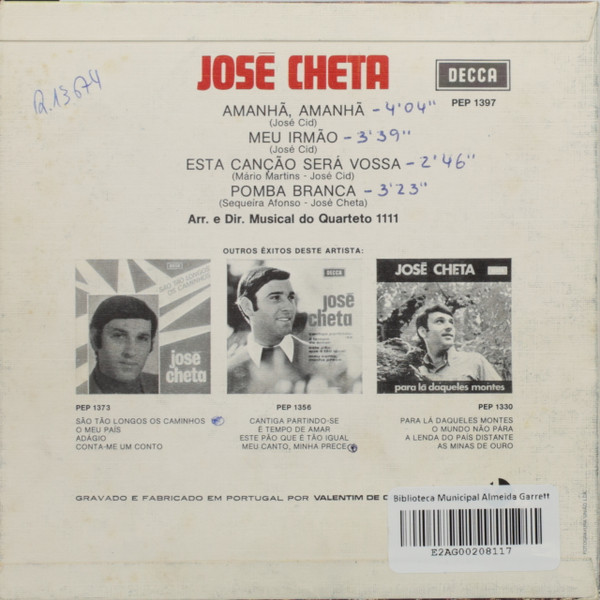 R.13674
JOSÉ CHETA
DECCA
PEP 1397
AMANHÃ, AMANHÃ - 4'04"
(José Cid)
MEU IRMÃO - 3'39"
(José Cid)
ESTA CANÇÃO SERÁ VOSSA - 2'46"
(Mário Martins - José Cid)
POMBA BRANCA - 3'23"
(Sequeira Afonso - José Cheta)
Arr. e Dir. Musical do Quarteto 1111
OUTROS ÊXITOS DESTE ARTISTA:
SÃO TÃO LONGOS
OS CAMINHOS
josé
cheta
DECCA
josé
cheta
JOSÉ CHETA
para lá daqueles montes
PEP 1373
SÃO TÃO LONGOS OS CAMINHOS
O MEU PAÍS
ADÁGIO
CONTA-ME UM CONTO
PEP 1356
CANTIGA PARTINDO-SE
É TEMPO DE AMAR
ESTE PÃO QUE É TÃO IGUAL
MEU CANTO, MINHA PRECE
PEP 1330
PARA LÁ DAQUELES MONTES
O MUNDO NÃO PÁRA
A LENDA DO PAÍS DISTANTE
AS MINAS DE OURO
GRAVADO E FABRICADO EM PORTUGAL POR VALENTIM DE C
Biblioteca Municipal Almeida Garrett
E2AG00208117